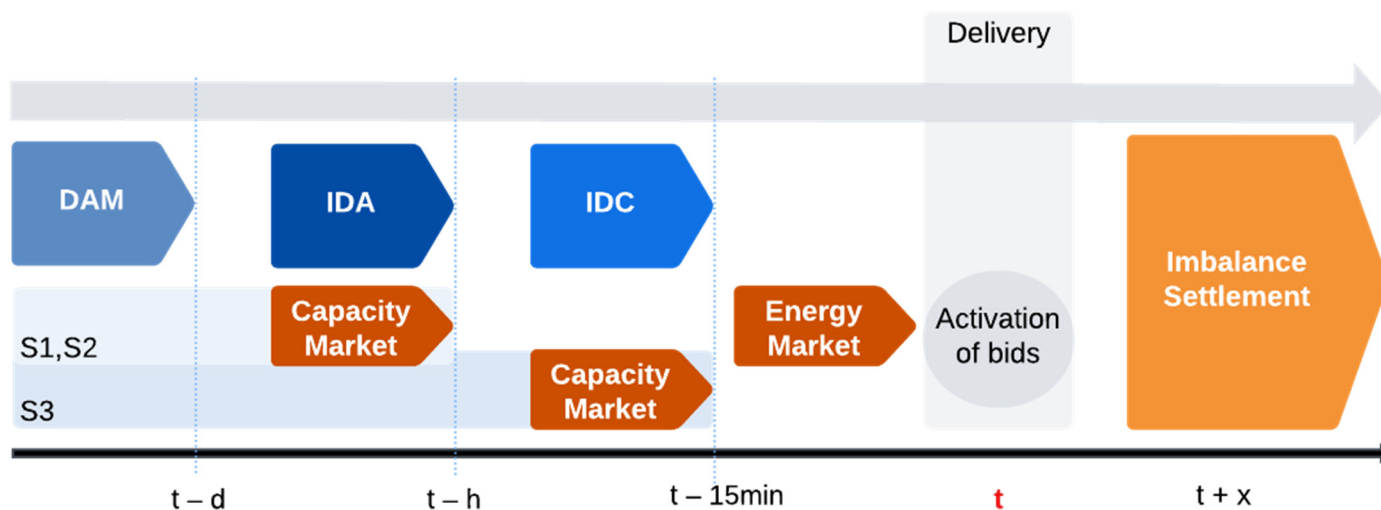 Delivery
DAM
IDA
IDC
Imbalance
Settlement
Capacity
Market
Energy
Market
Activation
of bids
S1,S2
Capacity
Market
S3
t – d
t – h
t – 15min
t
t + x